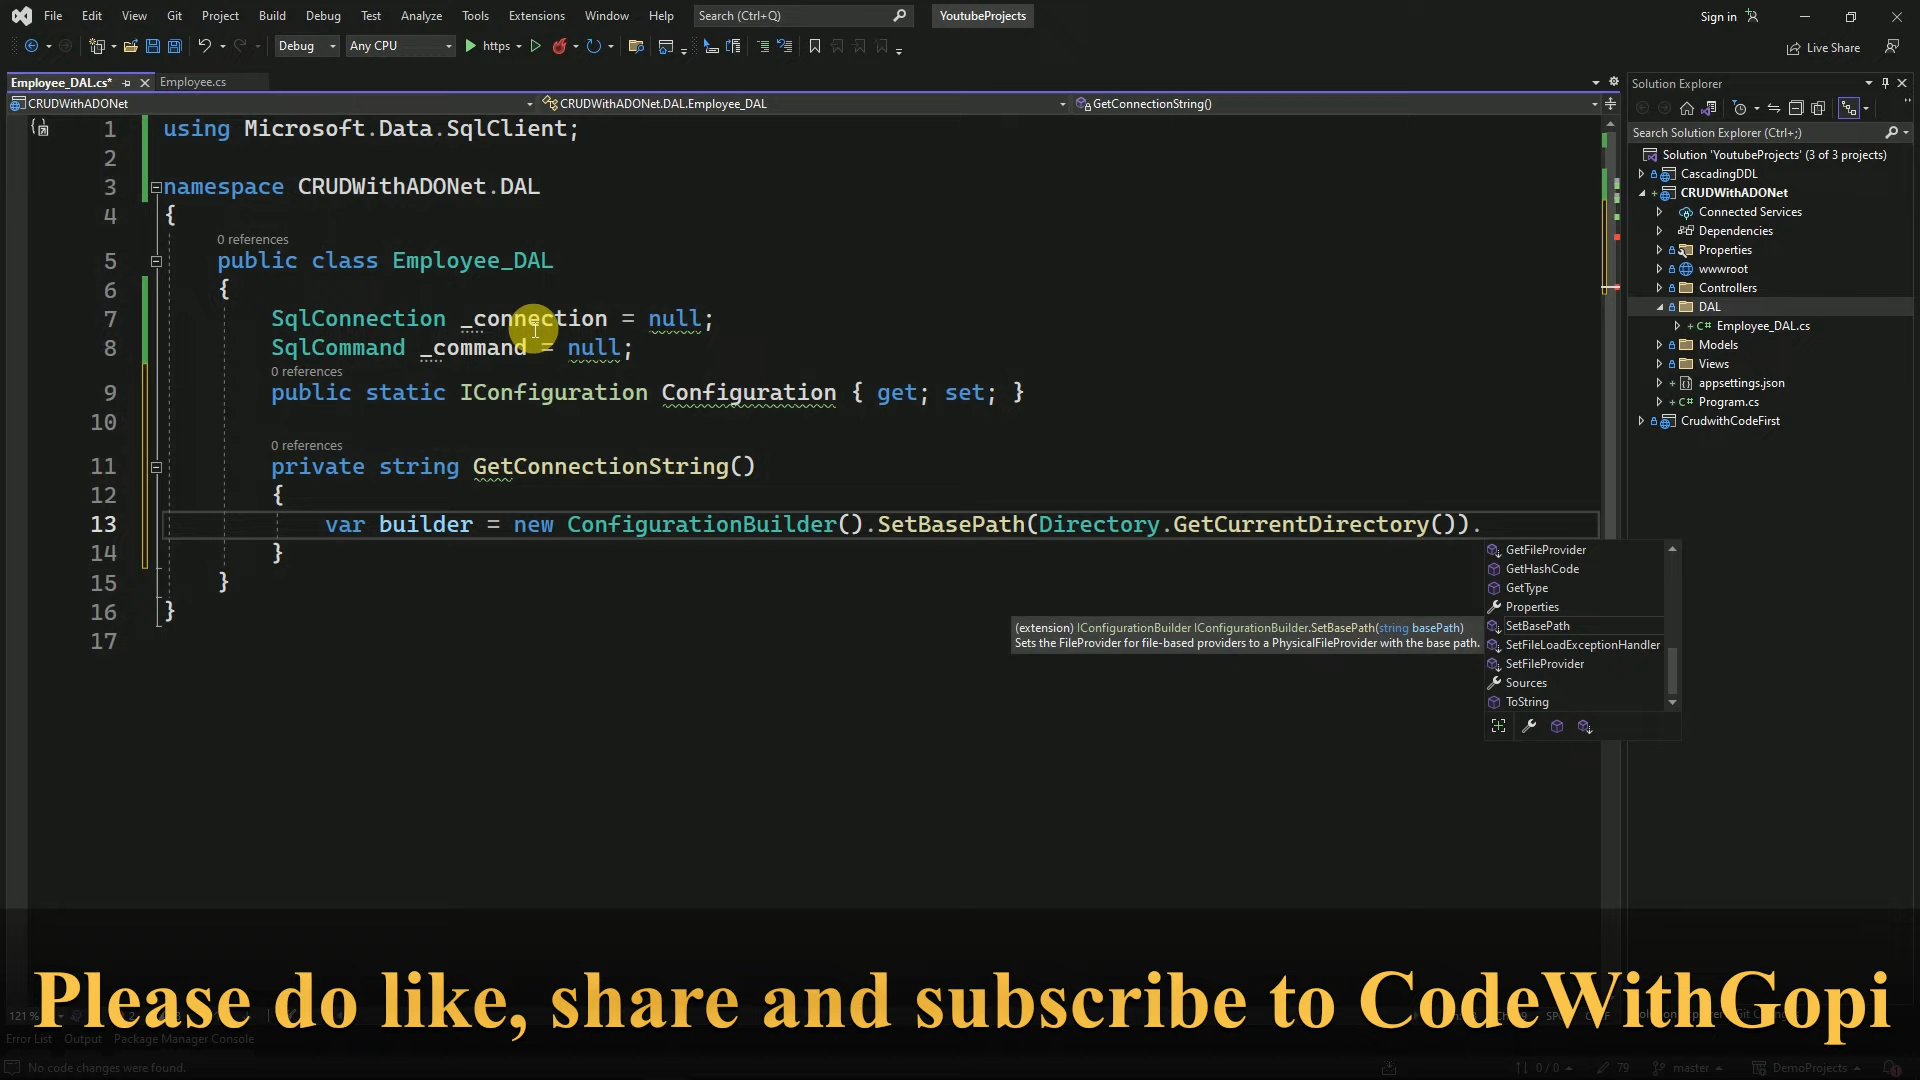 File Edit View Git Project Build Debug Test Analyze Tools Extensions Window Help Search (Ctrl+Q) YoutubeProjects Sign in
Debug Any CPU https Live Share
Employee_DAL.cs* Employee.cs
CRUDWithADONet CRUDWithADONet.DAL.Employee_DAL GetConnectionString()
1 using Microsoft.Data.SqlClient;
2
3 namespace CRUDWithADONet.DAL
4 {
0 references
5 public class Employee_DAL
6 {
7 SqlConnection _connection = null;
8 SqlCommand _command = null;
0 references
9 public static IConfiguration Configuration { get; set; }
10
0 references
11 private string GetConnectionString()
12 {
13 var builder = new ConfigurationBuilder().SetBasePath(Directory.GetCurrentDirectory()).
14 }
15 }
16 }
17
GetFileProvider
GetHashCode
GetType
Properties
SetBasePath
SetFileLoadExceptionHandler
SetFileProvider
Sources
ToString
(extension) IConfigurationBuilder IConfigurationBuilder.SetBasePath(string basePath)
Sets the FileProvider for file-based providers to a PhysicalFileProvider with the base path.
Solution Explorer
Search Solution Explorer (Ctrl+;)
Solution 'YoutubeProjects' (3 of 3 projects)
CascadingDDL
CRUDWithADONet
Connected Services
Dependencies
Properties
wwwroot
Controllers
DAL
Employee_DAL.cs
Models
Views
appsettings.json
Program.cs
CrudwithCodeFirst
Please do like, share and subscribe to CodeWithGopi
121 %
Error List Output Package Manager Console
No code changes were found. 0 / 0 79 master DemoProjects